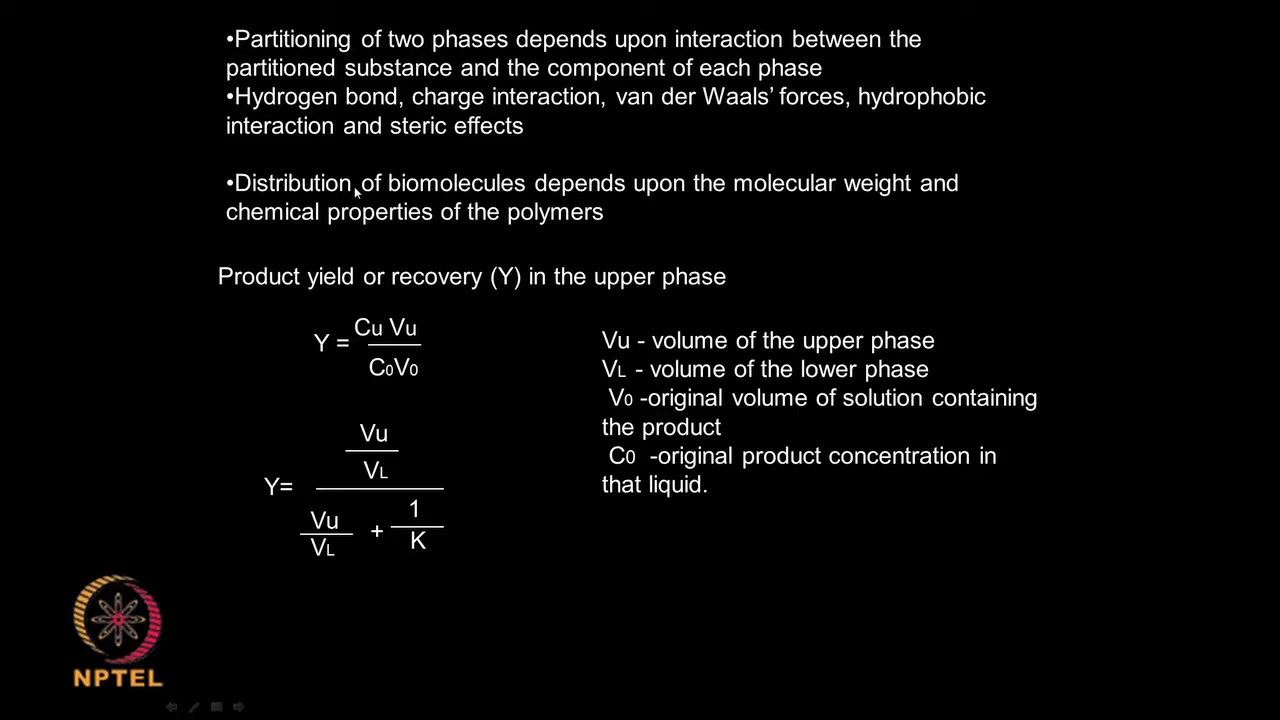 •Partitioning of two phases depends upon interaction between the
partitioned substance and the component of each phase
•Hydrogen bond, charge interaction, van der Waals’ forces, hydrophobic
interaction and steric effects
•Distribution of biomolecules depends upon the molecular weight and
chemical properties of the polymers
Product yield or recovery (Y) in the upper phase
Y = Cu Vu
C0V0
Vu
VL
Y=
Vu + 1
VL K
Vu - volume of the upper phase
VL - volume of the lower phase
V0 -original volume of solution containing
the product
C0 -original product concentration in
that liquid.
NPTEL